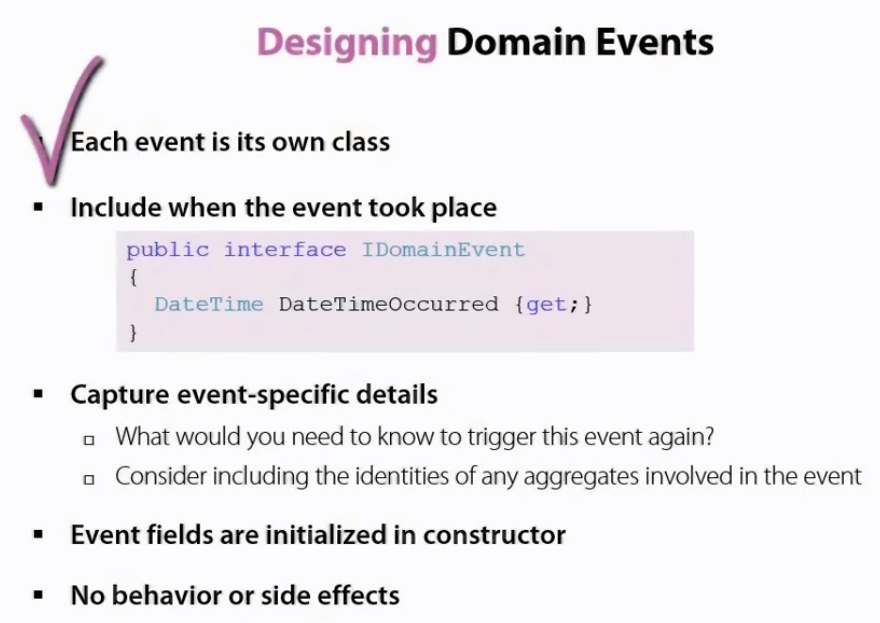 Designing Domain Events
Each event is its own class
Include when the event took place
public interface IDomainEvent
{
DateTime DateTimeOccurred {get;}
}
Capture event-specific details
What would you need to know to trigger this event again?
Consider including the identities of any aggregates involved in the event
Event fields are initialized in constructor
No behavior or side effects